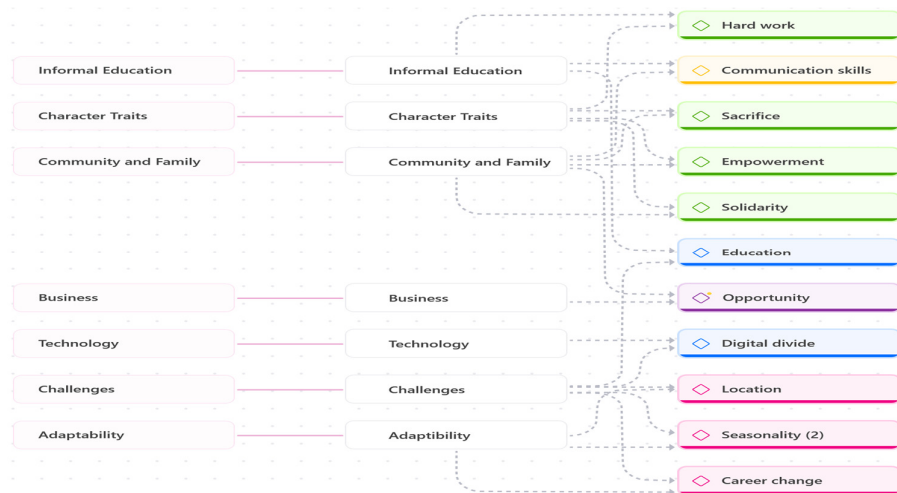 Hard work
Informal Education Informal Education Communication skills
Character Traits Character Traits Sacrifice
Community and Family Community and Family Empowerment
Solidarity
Education
Business Business Opportunity
Technology Technology Digital divide
Challenges Challenges Location
Adaptability Adaptibility Seasonality (2)
Career change